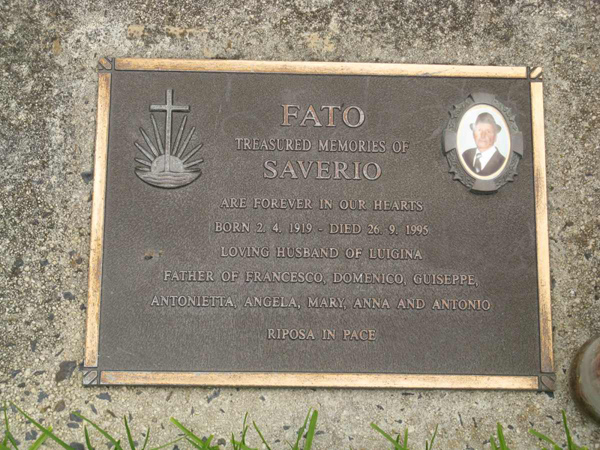 FATO
TREASURED MEMORIES OF
SAVERIO
ARE FOREVER IN OUR HEARTS
BORN 2. 4. 1919 - DIED 26. 9. 1995
LOVING HUSBAND OF LUIGINA
FATHER OF FRANCESCO, DOMENICO, GUISEPPE,
ANTONIETTA, ANGELA, MARY, ANNA AND ANTONIO
RIPOSA IN PACE